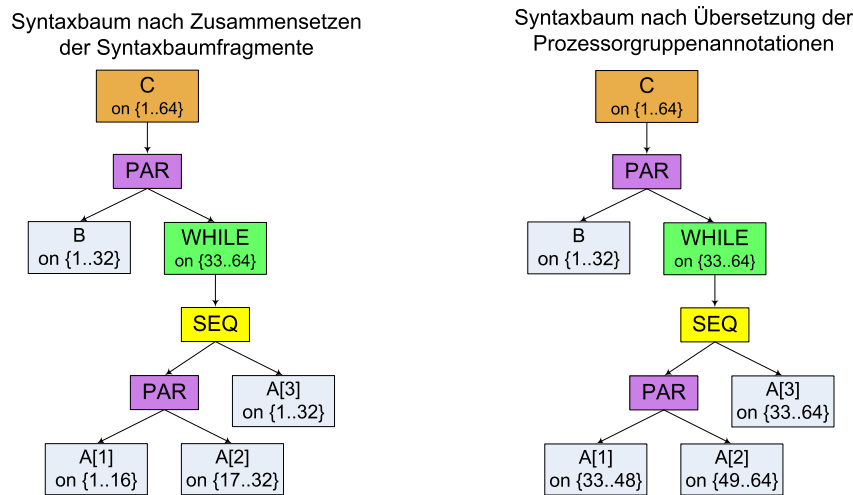 Syntaxbaum nach Zusammensetzen
der Syntaxbaumfragmente
C
on {1..64}
PAR
B
on {1..32}
WHILE
on {33..64}
SEQ
PAR
A[3]
on {1..32}
A[1]
on {1..16}
A[2]
on {17..32}
Syntaxbaum nach Übersetzung der
Prozessorgruppenannotationen
C
on {1..64}
PAR
B
on {1..32}
WHILE
on {33..64}
SEQ
PAR
A[3]
on {33..64}
A[1]
on {33..48}
A[2]
on {49..64}